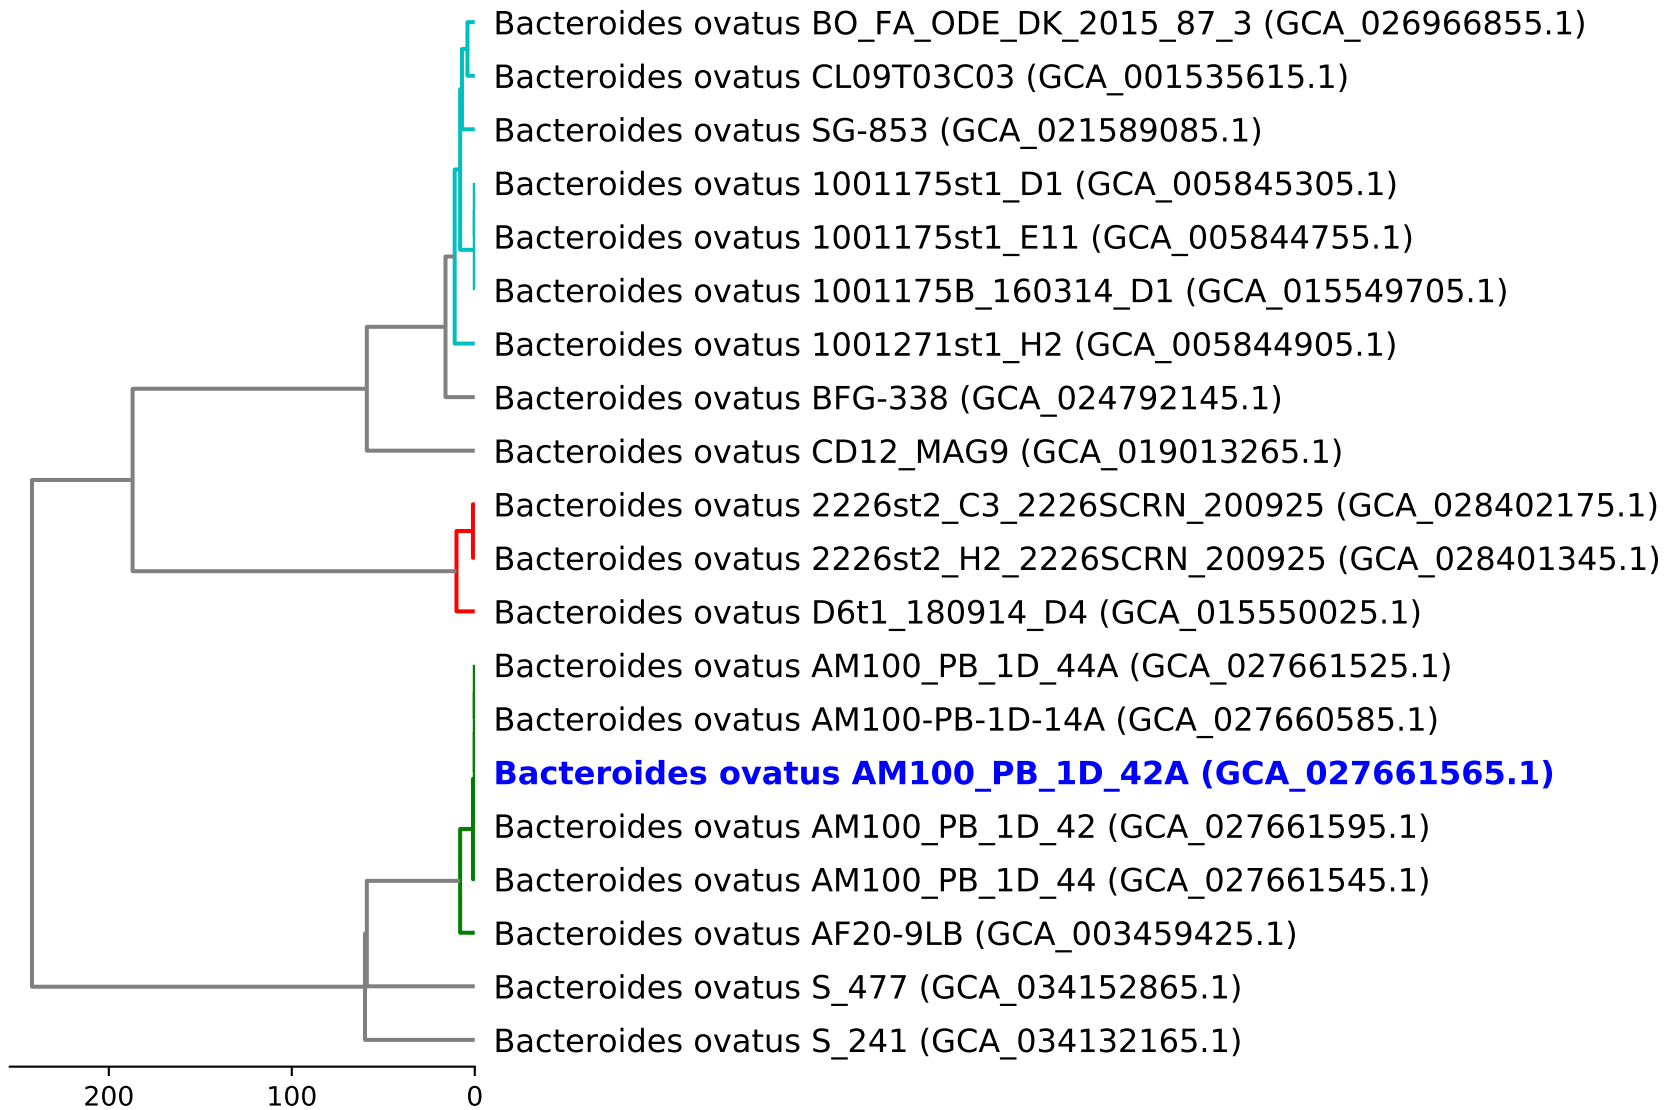 Bacteroides ovatus BO_FA_ODE_DK_2015_87_3 (GCA_026966855.1)
Bacteroides ovatus CL09T03C03 (GCA_001535615.1)
Bacteroides ovatus SG-853 (GCA_021589085.1)
Bacteroides ovatus 1001175st1_D1 (GCA_005845305.1)
Bacteroides ovatus 1001175st1_E11 (GCA_005844755.1)
Bacteroides ovatus 1001175B_160314_D1 (GCA_015549705.1)
Bacteroides ovatus 1001271st1_H2 (GCA_005844905.1)
Bacteroides ovatus BFG-338 (GCA_024792145.1)
Bacteroides ovatus CD12_MAG9 (GCA_019013265.1)
Bacteroides ovatus 2226st2_C3_2226SCRN_200925 (GCA_028402175.1)
Bacteroides ovatus 2226st2_H2_2226SCRN_200925 (GCA_028401345.1)
Bacteroides ovatus D6t1_180914_D4 (GCA_015550025.1)
Bacteroides ovatus AM100_PB_1D_44A (GCA_027661525.1)
Bacteroides ovatus AM100-PB-1D-14A (GCA_027660585.1)
Bacteroides ovatus AM100_PB_1D_42A (GCA_027661565.1)
Bacteroides ovatus AM100_PB_1D_42 (GCA_027661595.1)
Bacteroides ovatus AM100_PB_1D_44 (GCA_027661545.1)
Bacteroides ovatus AF20-9LB (GCA_003459425.1)
Bacteroides ovatus S_477 (GCA_034152865.1)
Bacteroides ovatus S_241 (GCA_034132165.1)
200 100 0